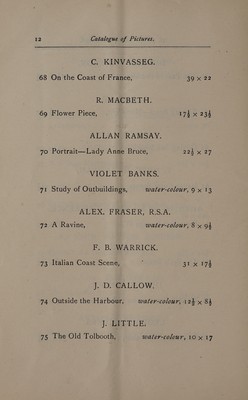 12 Catalogue of Pictures.
C. KINVASSEG.
68 On the Coast of France, 39 x 22
R. MACBETH.
69 Flower Piece, 17½ x 23½
ALLAN RAMSAY.
70 Portrait—Lady Anne Bruce, 22½ x 27
VIOLET BANKS.
71 Study of Outbuildings, water-colour, 9 x 13
ALEX. FRASER, R.S.A.
72 A Ravine, water-colour, 8 x 9½
F. B. WARRICK.
73 Italian Coast Scene, 31 x 17½
J. D. CALLOW.
74 Outside the Harbour, water-colour, 12½ x 8½
J. LITTLE.
75 The Old Tolbooth, water-colour, 10 x 17